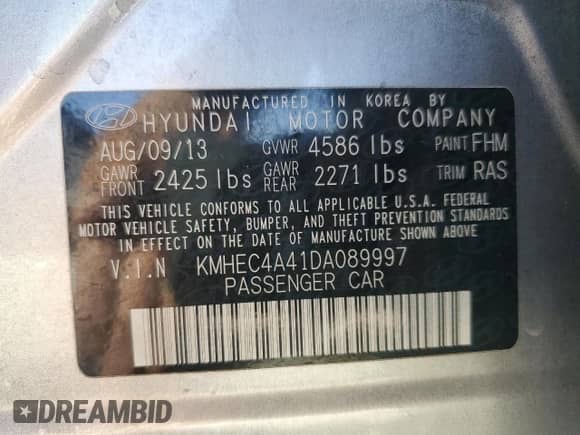 MANUFACTURED IN KOREA BY
HYUNDAI MOTOR COMPANY
AUG/09/13 GVWR 4586 lbs PAINT FHM
GAWR FRONT 2425 lbs GAWR REAR 2271 lbs TRIM RAS
THIS VEHICLE CONFORMS TO ALL APPLICABLE U.S.A. FEDERAL
MOTOR VEHICLE SAFETY, BUMPER, AND THEFT PREVENTION STANDARDS
IN EFFECT ON THE DATE OF MANUFACTURE SHOWN ABOVE
V.I.N KMHEC4A41DA089997
PASSENGER CAR
DREAMBID